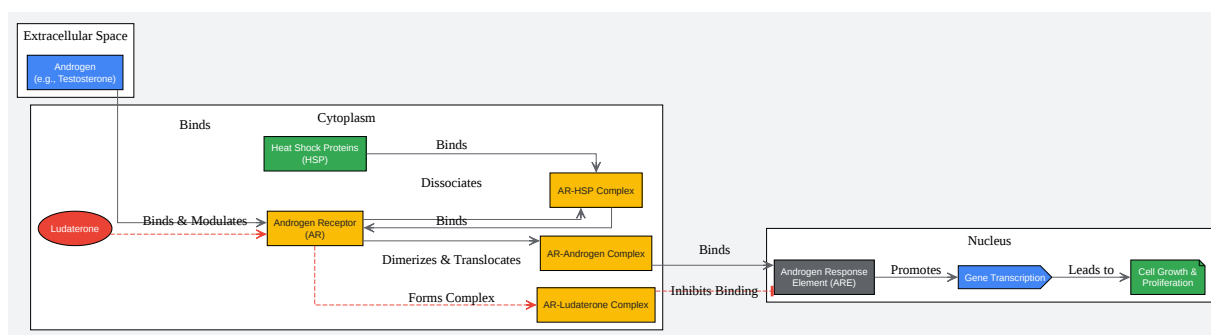 Extracellular Space
Androgen
(e.g., Testosterone)
Binds
Cytoplasm
Heat Shock Proteins
(HSP)
Binds
Dissociates
AR-HSP Complex
Ludaterone
Binds & Modulates
Androgen Receptor
(AR)
Binds
Dimerizes & Translocates
AR-Androgen Complex
Binds
Forms Complex
AR-Ludaterone Complex
Inhibits Binding
Nucleus
Androgen Response
Element (ARE)
Promotes
Gene Transcription
Leads to
Cell Growth &
Proliferation